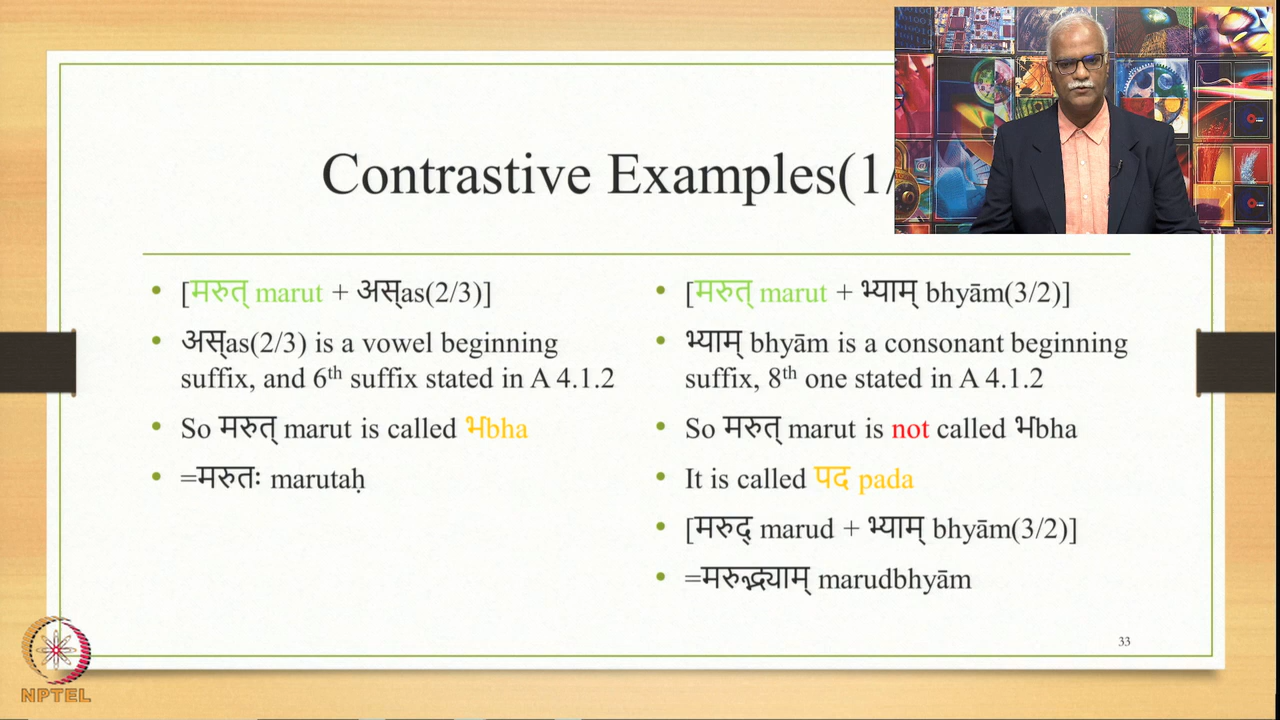 Contrastive Examples(1/
• [मरुत् marut + अस्as(2/3)]
• अस्as(2/3) is a vowel beginning
suffix, and 6th suffix stated in A 4.1.2
• So मरुत् marut is called भbha
• =मरुतः marutaḥ
• [मरुत् marut + भ्याम् bhyām(3/2)]
• भ्याम् bhyām is a consonant beginning
suffix, 8th one stated in A 4.1.2
• So मरुत् marut is not called भbha
• It is called पद pada
• [मरुद् marud + भ्याम् bhyām(3/2)]
• =मरुद्भ्याम् marudbhyām
33
NPTEL